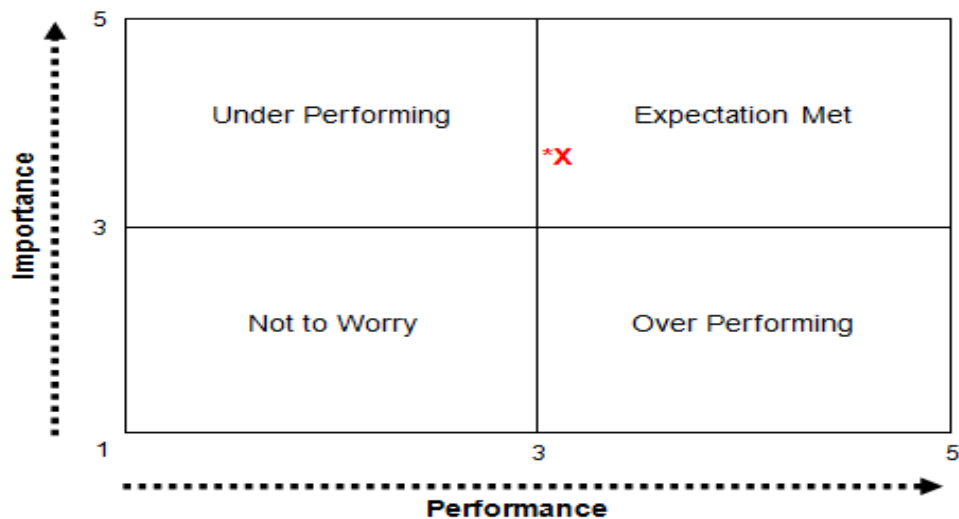 5
Under Performing Expectation Met
*X
Importance
3
Not to Worry Over Performing
1 3 5
Performance